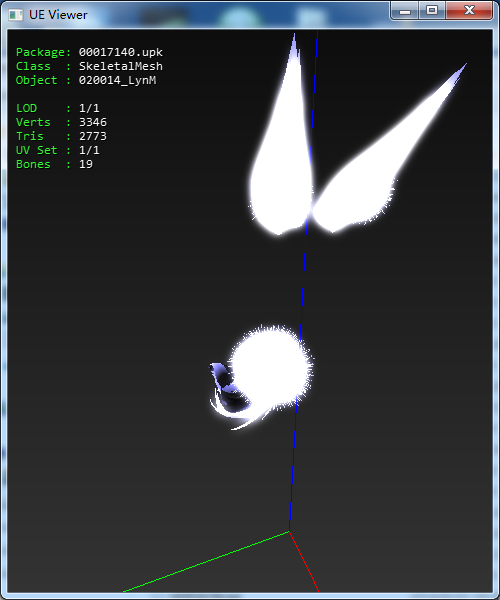 UE Viewer
Package: 00017140.upk
Class  : SkeletalMesh
Object : 020014_LynM
LOD    : 1/1
Verts  : 3346
Tris   : 2773
UV Set : 1/1
Bones  : 19